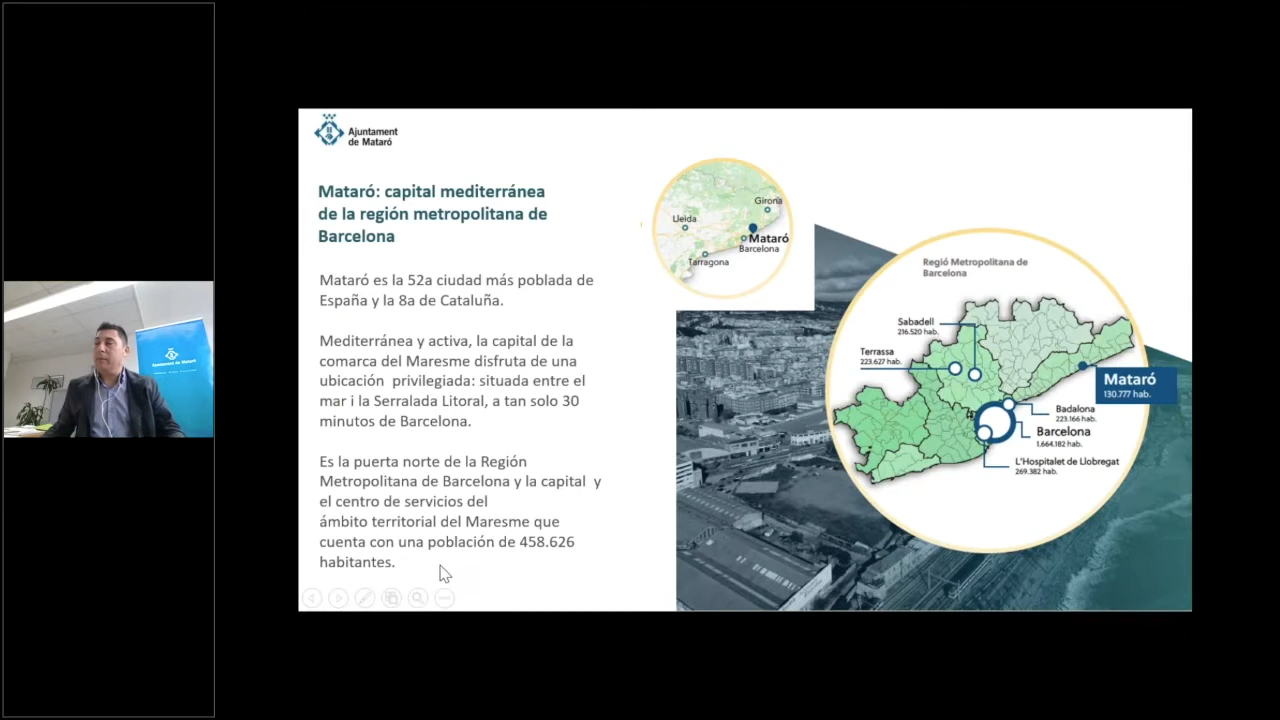 Ajuntament
de Mataró
Mataró: capital mediterránea
de la región metropolitana de
Barcelona
Mataró es la 52a ciudad más poblada de
España y la 8a de Cataluña.
Mediterránea y activa, la capital de la
comarca del Maresme disfruta de una
ubicación privilegiada: situada entre el
mar i la Serralada Litoral, a tan solo 30
minutos de Barcelona.
Es la puerta norte de la Región
Metropolitana de Barcelona y la capital y
el centro de servicios del
ámbito territorial del Maresme que
cuenta con una población de 458.626
habitantes.
Girona
Lleida
Mataró
Barcelona
Tarragona
Regió Metropolitana de
Barcelona
Sabadell
216.520 hab.
Terrassa
223.627 hab.
Mataró
130.777 hab.
Badalona
223.166 hab.
Barcelona
1.664.182 hab.
L'Hospitalet de Llobregat
269.382 hab.
Ajuntament de Mataró